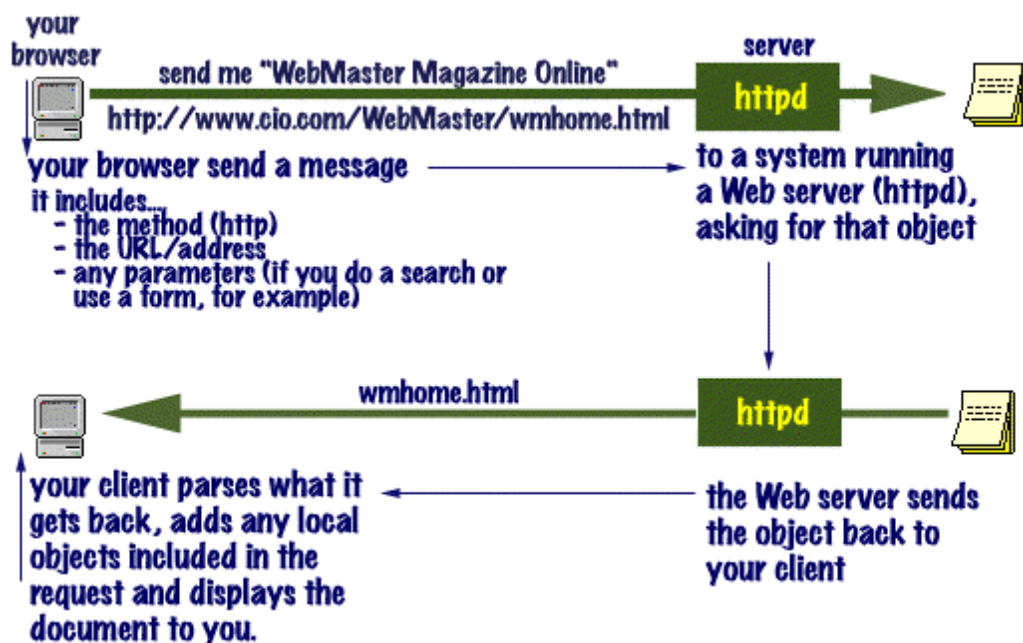 your
browser
server
send me "WebMaster Magazine Online"
httpd
http://www.cio.com/WebMaster/wmhome.html
your browser send a message
it includes....
- the method (http)
- the URL/address
- any parameters (if you do a search or
use a form, for example)
to a system running
a Web server (httpd),
asking for that object
wmhome.html
httpd
your client parses what it
gets back, adds any local
objects included in the
request and displays the
document to you.
the Web server sends
the object back to
your client